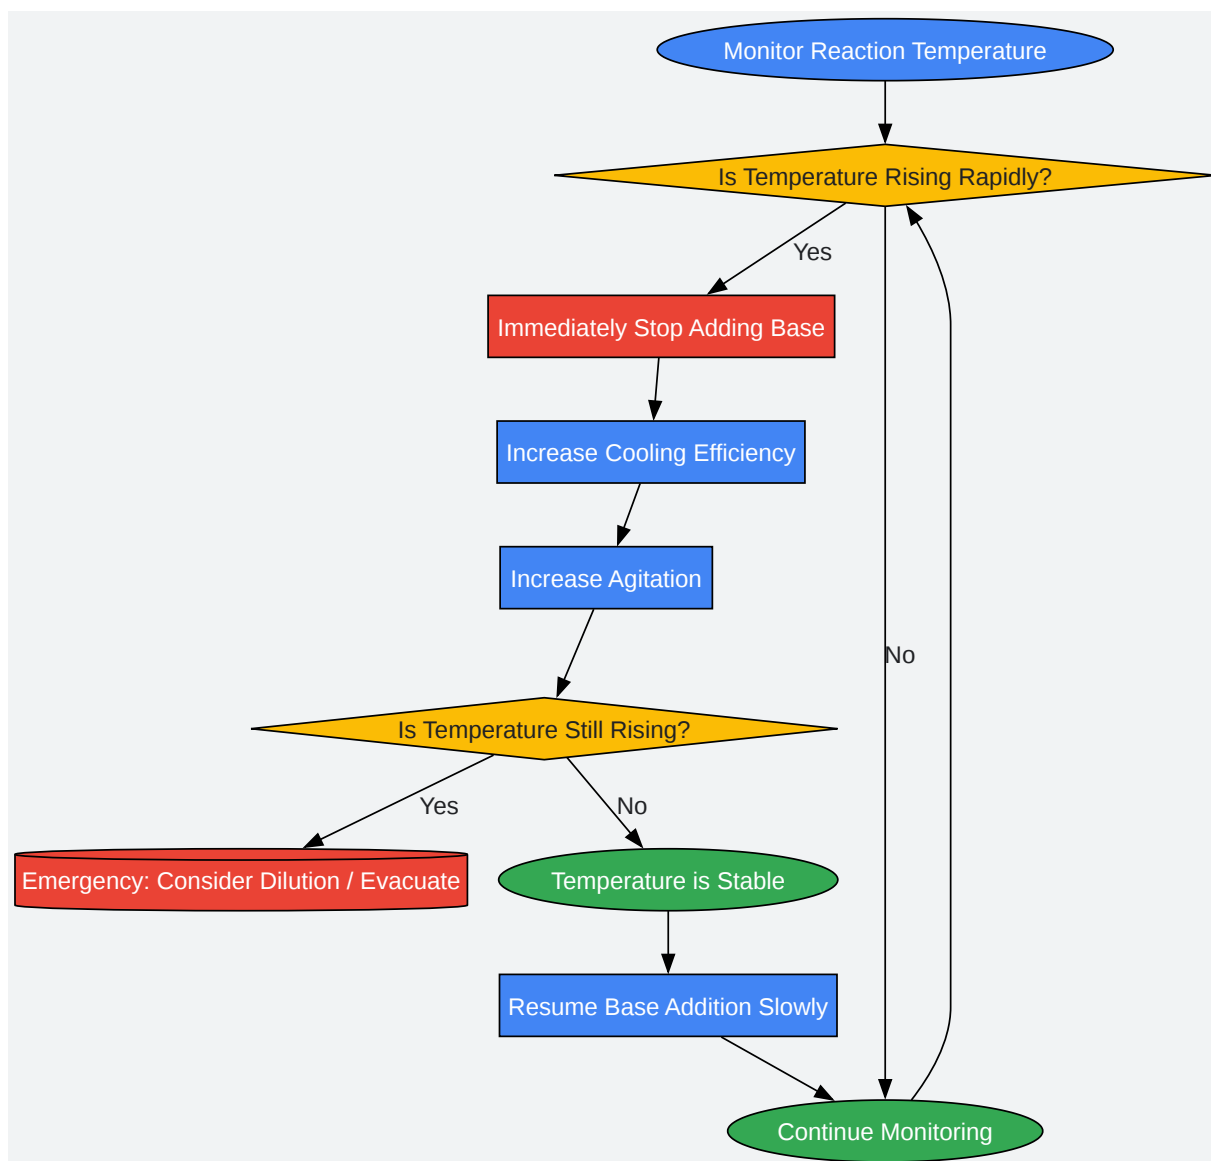 Monitor Reaction Temperature
Is Temperature Rising Rapidly?
Yes
Immediately Stop Adding Base
Increase Cooling Efficiency
Increase Agitation
No
Is Temperature Still Rising?
Yes
No
Emergency: Consider Dilution / Evacuate
Temperature is Stable
Resume Base Addition Slowly
Continue Monitoring